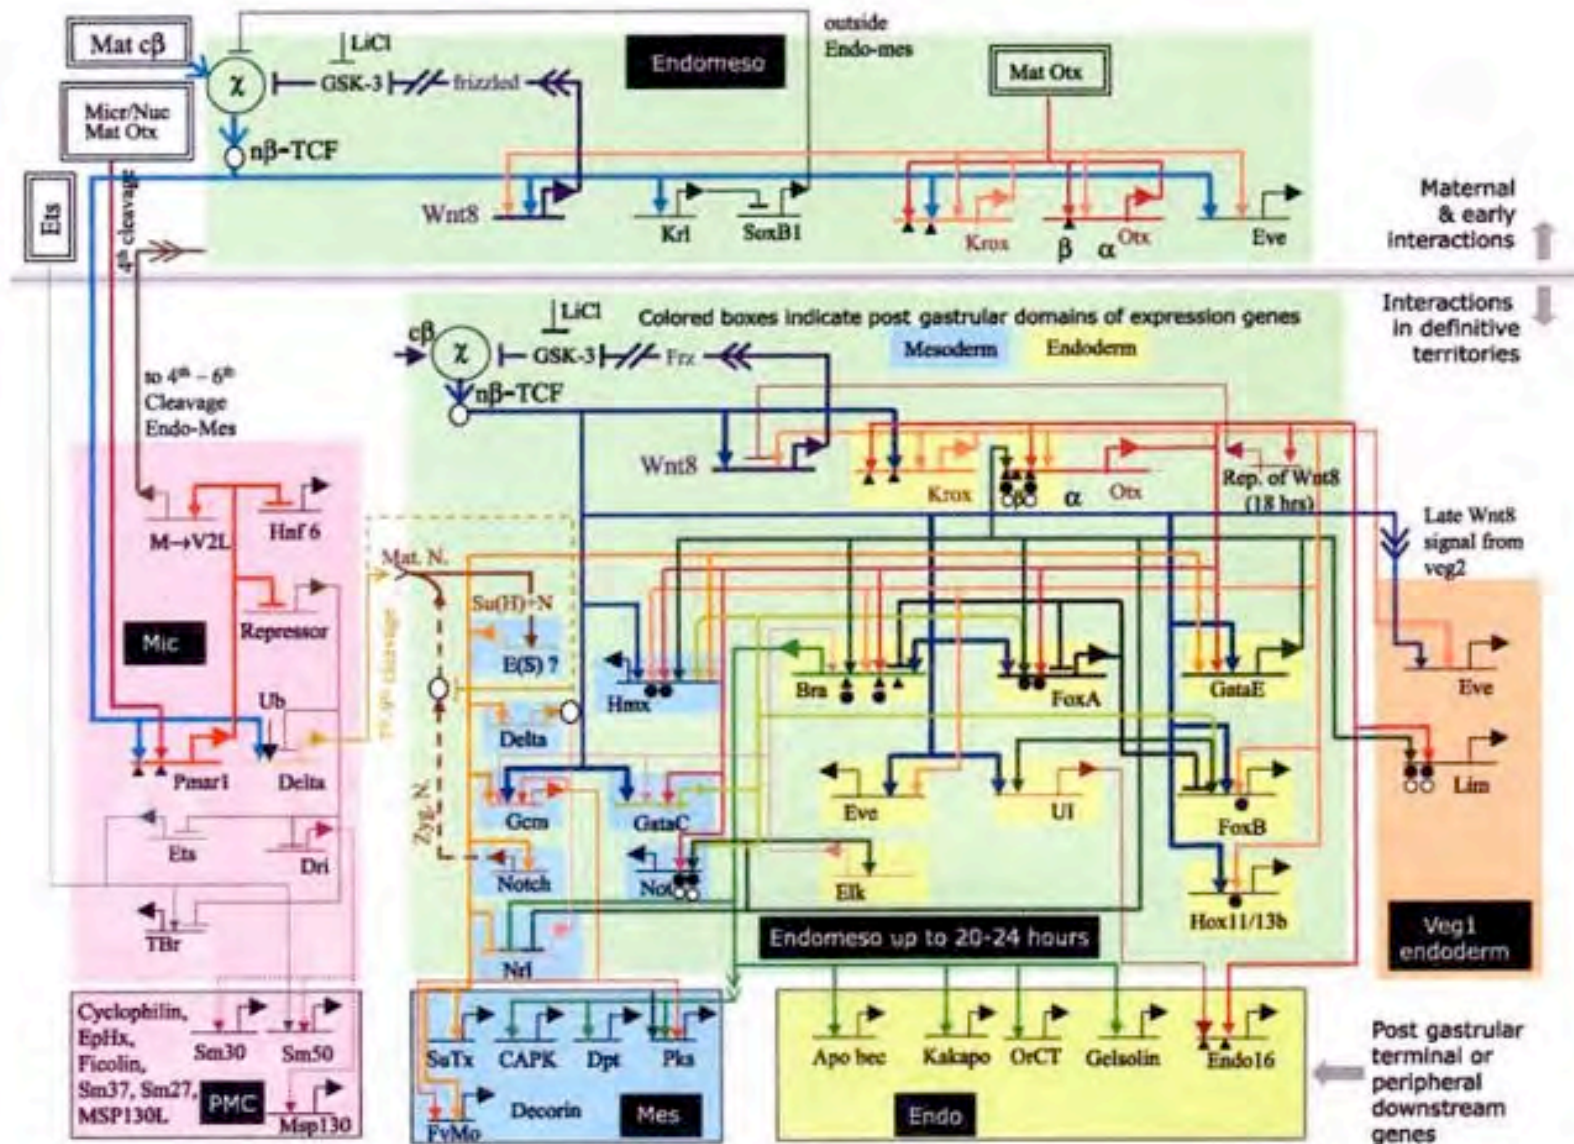 Mat cβ
LiCl
outside
Endo-mes
Endomeso
Mat Otx
χ
GSK-3
frizzled
Micr/Nuc
Mat Otx
nβ-TCF
Ets
4th cleavage
Wnt8
Krl
SoxB1
Krox
β
α
Otx
Eve
Maternal
& early
interactions
Interactions
in definitive
territories
LiCl
Colored boxes indicate post gastrular domains of expression genes
cβ
χ
GSK-3
Frz
Mesoderm
Endoderm
nβ-TCF
to 4th – 6th
Cleavage
Endo-Mes
Wnt8
Krox
β
α
Otx
Rep. of Wnt8
(18 hrs)
Late Wnt8
signal from
veg2
M→V2L
Hnf 6
Mat. N.
Su(H)+N
Mic
Repressor
E(S) ?
Ub
Hmx
Bra
FoxA
GataE
Eve
Pmar1
Delta
Delta
Zyg. N.
Gcm
GataC
Eve
UI
FoxB
Lim
Ets
Dri
Notch
Not
Elk
TBr
Hox11/13b
Nrl
Endomeso up to 20-24 hours
Veg1
endoderm
Cyclophilin,
EpHx,
Ficolin,
Sm37, Sm27,
MSP130L
Sm30
Sm50
PMC
Msp130
SuTx
CAPK
Dpt
Pks
FvMo
Decorin
Mes
Apo bec
Kakapo
OrCT
Gelsolin
Endo16
Endo
Post gastrular
terminal or
peripheral
downstream
genes